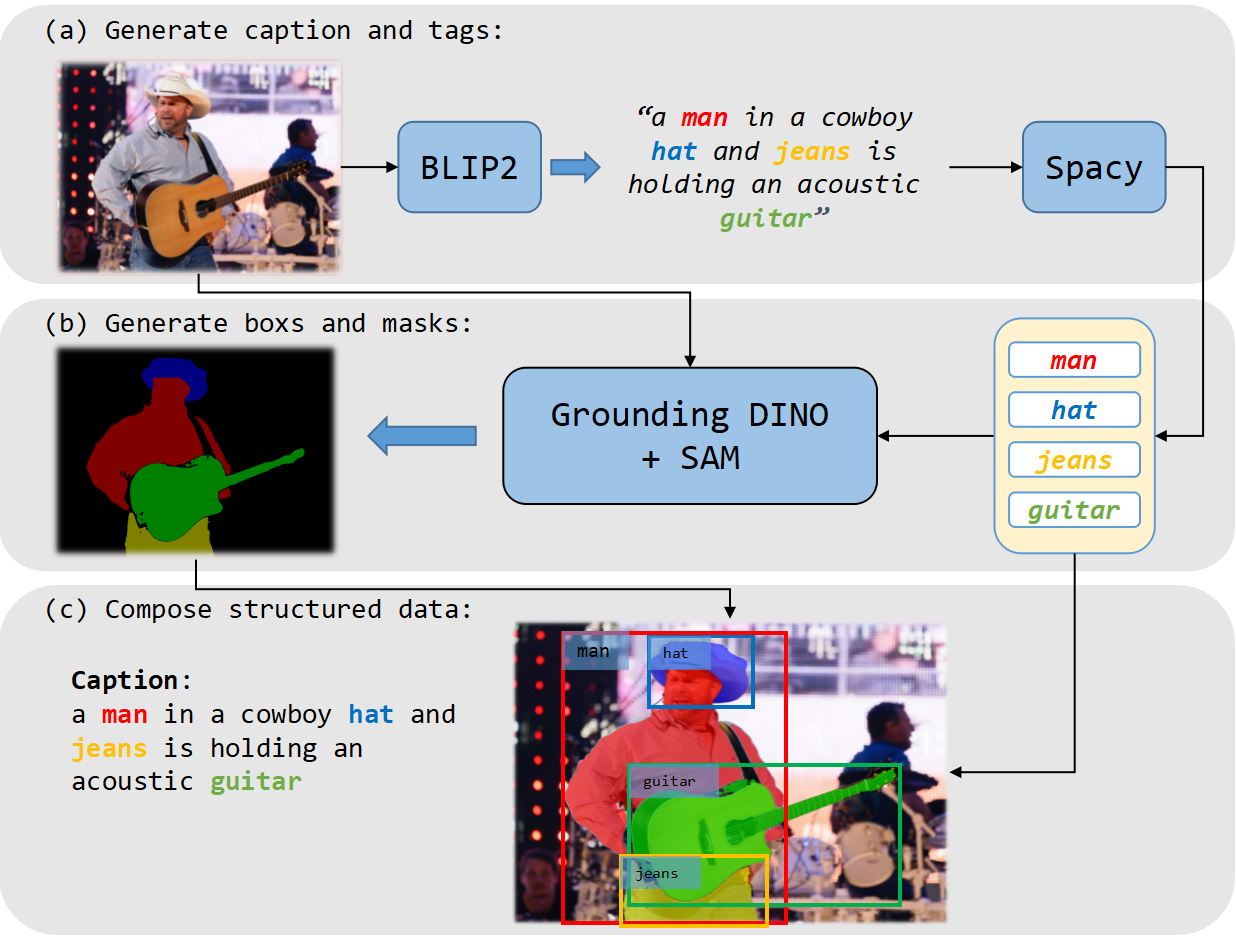 (a) Generate caption and tags:
BLIP2
“a man in a cowboy
hat and jeans is
holding an acoustic
guitar”
Spacy
(b) Generate boxs and masks:
Grounding DINO
+ SAM
man
hat
jeans
guitar
(c) Compose structured data:
Caption:
a man in a cowboy hat and
jeans is holding an
acoustic guitar
man
hat
guitar
jeans